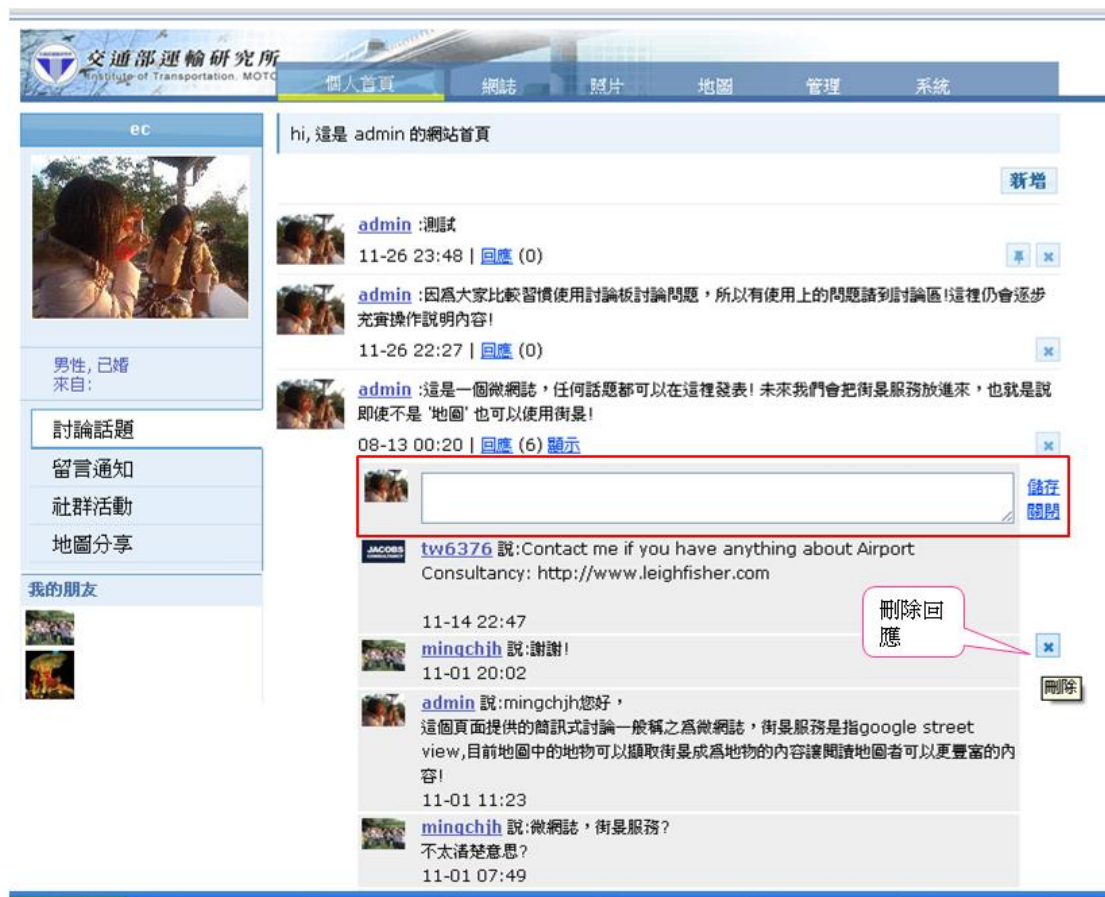 交通部運輸研究所
Institute of Transportation. MOTC
個人首頁 網誌 照片 地圖 管理 系統
ec
男性, 已婚
來自:
討論話題
留言通知
社群活動
地圖分享
我的朋友
hi, 這是 admin 的網站首頁
新增
admin :測試
11-26 23:48 | 回應 (0)
admin :因為大家比較習慣使用討論板討論問題，所以有使用上的問題請到討論區!這裡仍會逐步
充實操作說明內容!
11-26 22:27 | 回應 (0)
admin :這是一個微網誌，任何話題都可以在這裡發表! 未來我們會把街景服務放進來，也就是說
即使不是 '地圖' 也可以使用街景!
08-13 00:20 | 回應 (6) 顯示
儲存
關閉
JACOBS
tw6376 說:Contact me if you have anything about Airport
Consultancy: http://www.leighfisher.com
11-14 22:47
刪除回
應
mingchjh 說:謝謝!
11-01 20:02
刪除
admin 說:mingchjh您好，
這個頁面提供的簡訊式討論一般稱之為微網誌，街景服務是指google street
view,目前地圖中的地物可以擷取街景成為地物的內容讓閱讀地圖者可以更豐富的內
容!
11-01 11:23
mingchjh 說:微網誌，街景服務?
不太清楚意思?
11-01 07:49